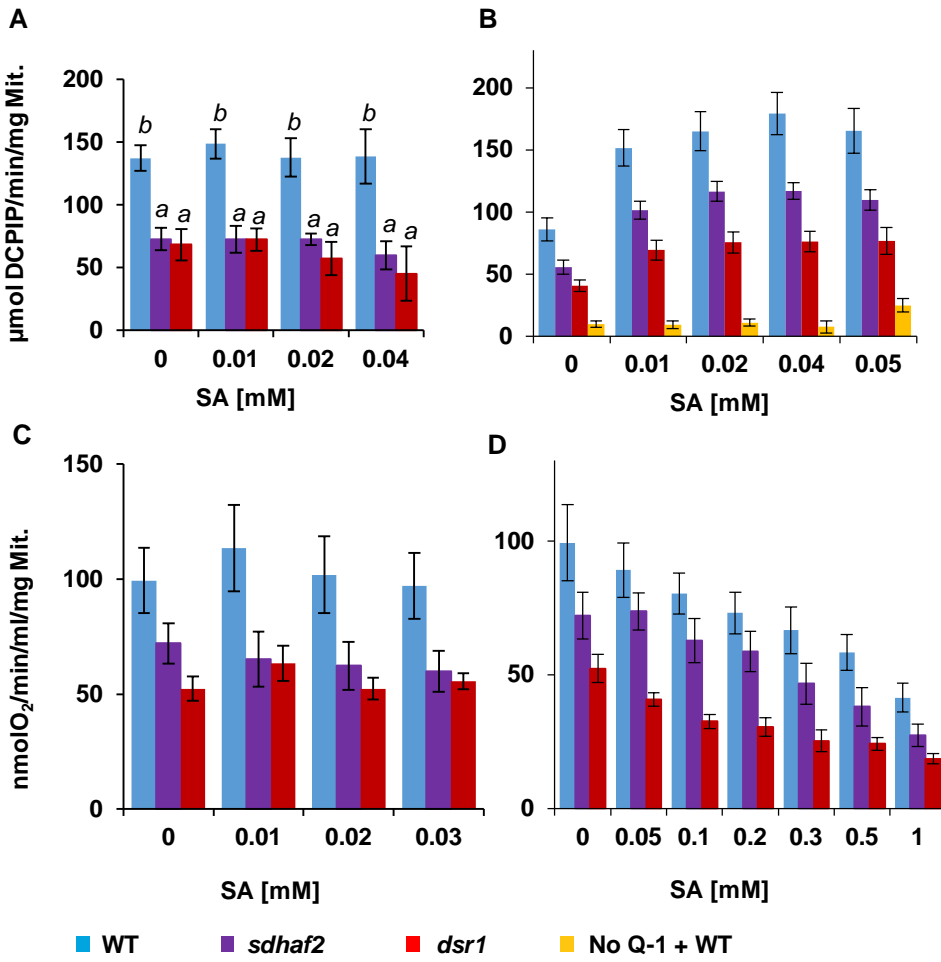 A
µmol DCPIP/min/mg Mit.
200
150
100
50
0
b b b b
a a a a a a a a
0 0.01 0.02 0.04
SA [mM]
B
200
150
100
50
0
0 0.01 0.02 0.04 0.05
SA [mM]
C
nmolO₂/min/ml/mg Mit.
150
100
50
0
0 0.01 0.02 0.03
SA [mM]
D
100
50
0
0 0.05 0.1 0.2 0.3 0.5 1
SA [mM]
WT sdhaf2 dsr1 No Q-1 + WT